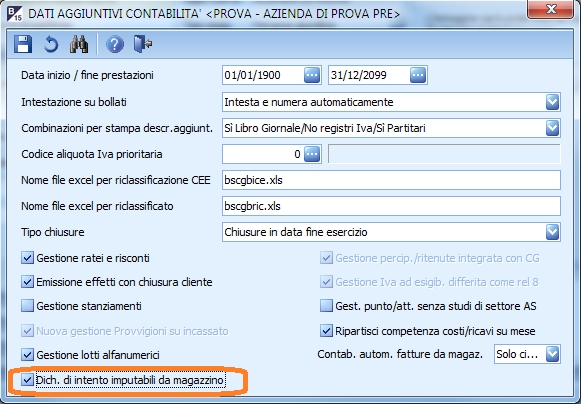 B 15 DATI AGGIUNTIVI CONTABILITA' <PROVA - AZIENDA DI PROVA PRE>
Data inizio / fine prestazioni 01/01/1900 ... 31/12/2099 ...
Intestazione su bollati Intesta e numera automaticamente
Combinazioni per stampa descr.aggiunt. Sì Libro Giornale/No registri Iva/Sì Partitari
Codice aliquota Iva prioritaria 0 ...
Nome file excel per riclassificazione CEE bscgbice.xls
Nome file excel per riclassificato bscgbric.xls
Tipo chiusure Chiusure in data fine esercizio
Gestione ratei e risconti Gestione percip./ritenute integrata con CG
Emissione effetti con chiusura cliente Gestione Iva ad esigib. differita come rel 8
Gestione stanziamenti Gest. punto/att. senza studi di settore AS
Nuova gestione Provvigioni su incassato Ripartisci competenza costi/ricavi su mese
Gestione lotti alfanumerici Contab. autom. fatture da magaz. Solo ci...
Dich. di intento imputabili da magazzino